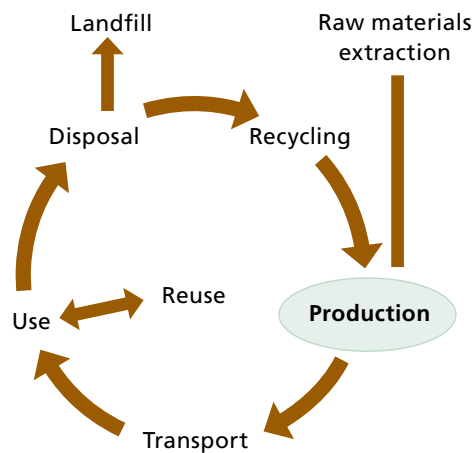 Landfill
Raw materials
extraction
Disposal
Recycling
Reuse
Production
Use
Transport